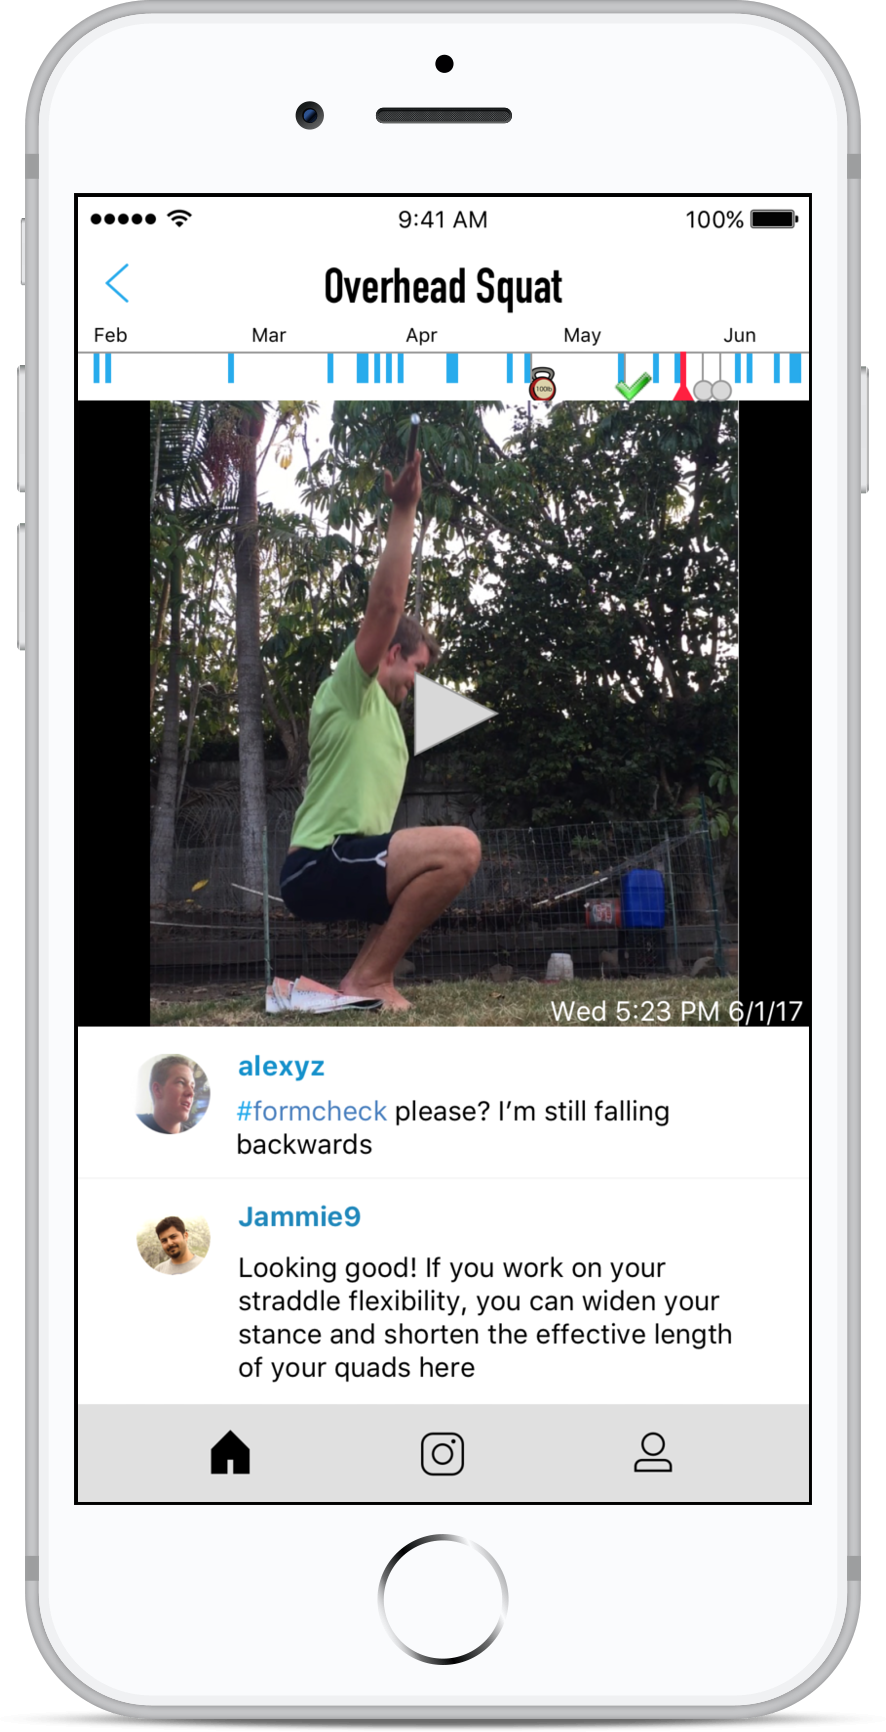 9:41 AM
100%
Overhead Squat
Feb Mar Apr May Jun
100lb
Wed 5:23 PM 6/1/17
alexyz
#formcheck please? I’m still falling
backwards
Jammie9
Looking good! If you work on your
straddle flexibility, you can widen your
stance and shorten the effective length
of your quads here